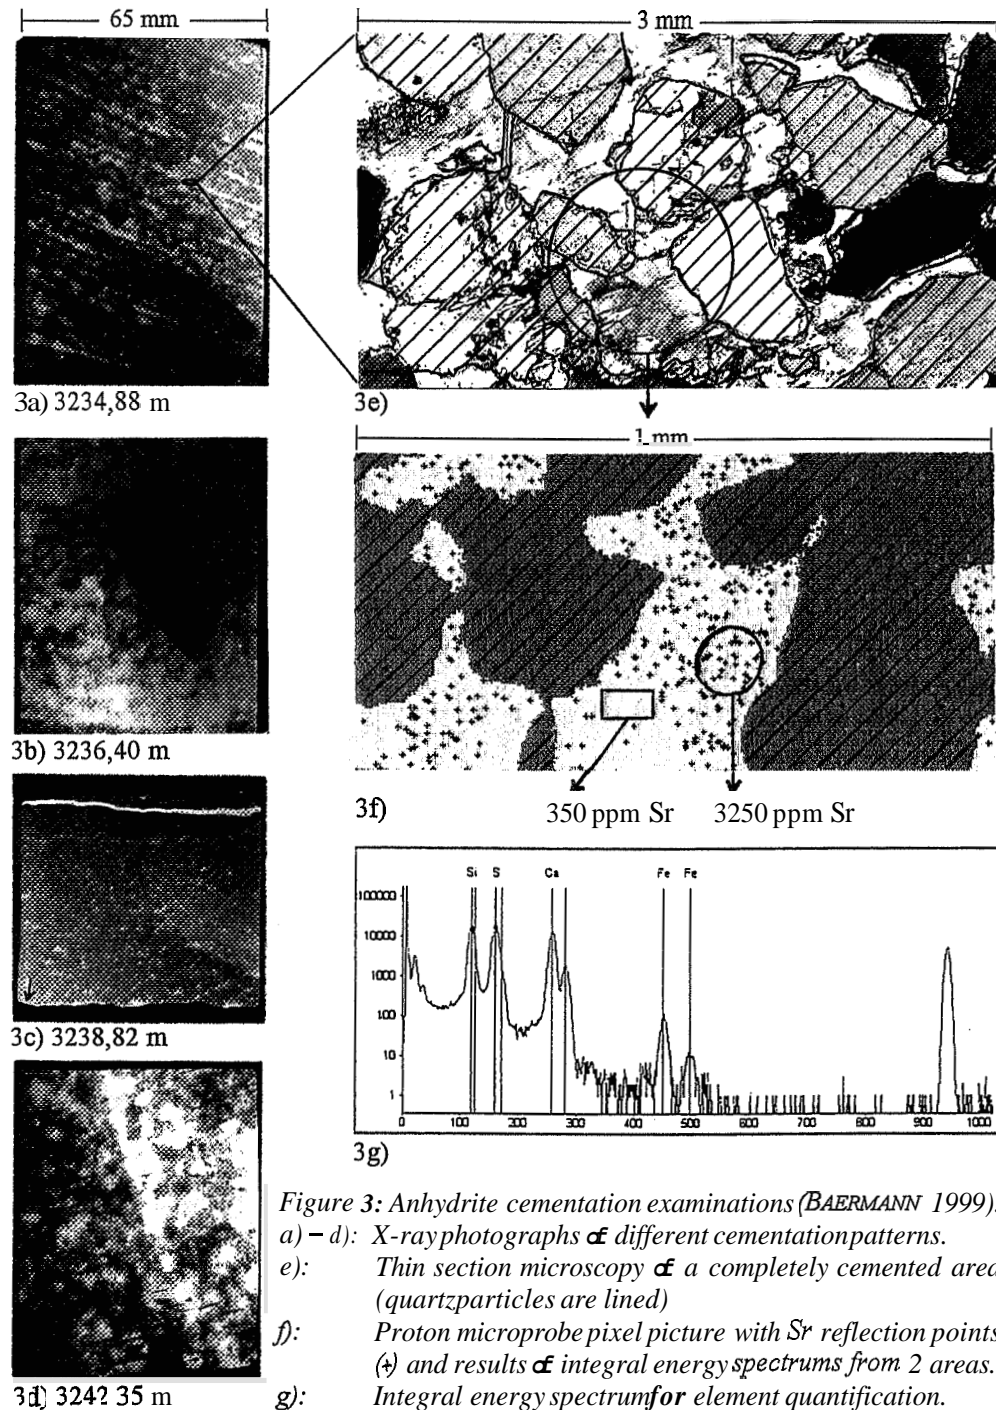 65 mm
3 mm
3a) 3234,88 m
3e)
1 mm
3b) 3236,40 m
3f)
350 ppm Sr
3250 ppm Sr
3c) 3238,82 m
Si S Ca Fe Fe
100000
10000
1000
100
10
1
0 100 200 300 400 500 600 700 800 900 1000
3g)
3d) 3242 35 m
Figure 3: Anhydrite cementation examinations (BAERMANN 1999).
a) – d): X-ray photographs of different cementation patterns.
e): Thin section microscopy of a completely cemented area
(quartz particles are lined)
f): Proton microprobe pixel picture with Sr reflection points
(+) and results of integral energy spectrums from 2 areas.
g): Integral energy spectrum for element quantification.